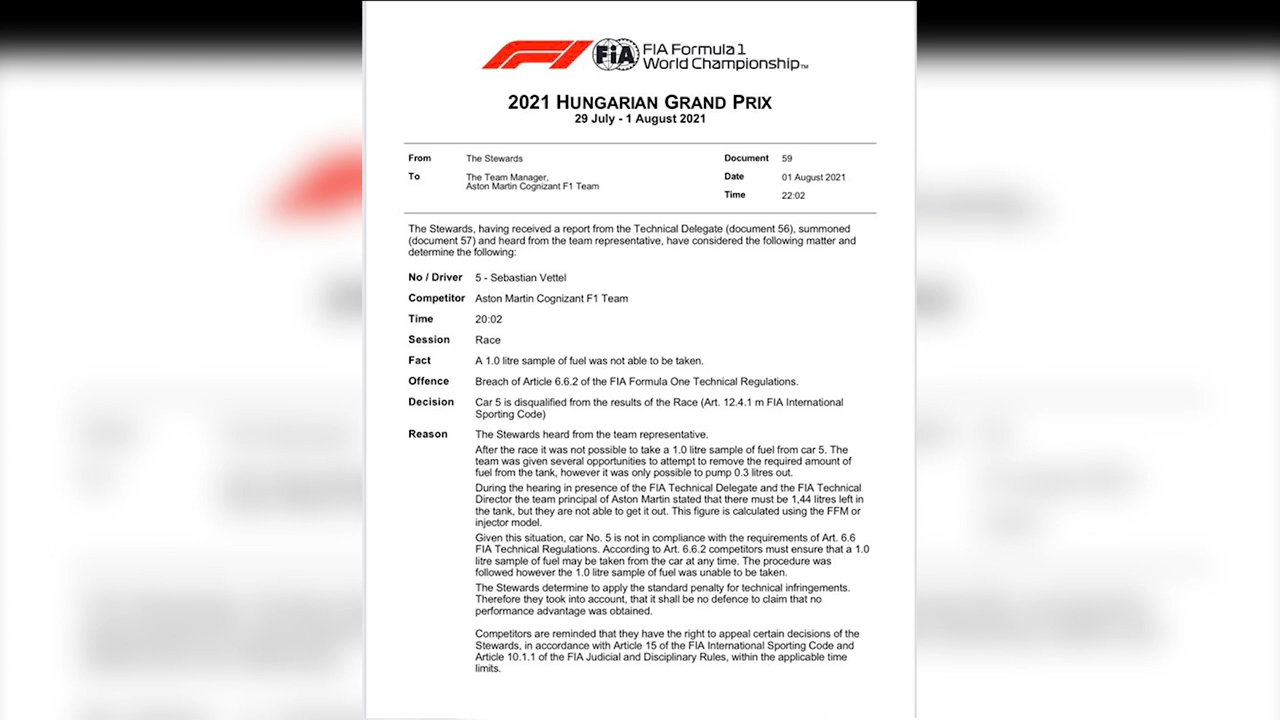 F1 FIA FIA Formula 1
World Championship™
2021 HUNGARIAN GRAND PRIX
29 July - 1 August 2021
From The Stewards Document 59
To The Team Manager, Date 01 August 2021
Aston Martin Cognizant F1 Team
Time 22:02
The Stewards, having received a report from the Technical Delegate (document 56), summoned
(document 57) and heard from the team representative, have considered the following matter and
determine the following:
No / Driver 5 - Sebastian Vettel
Competitor Aston Martin Cognizant F1 Team
Time 20:02
Session Race
Fact A 1.0 litre sample of fuel was not able to be taken.
Offence Breach of Article 6.6.2 of the FIA Formula One Technical Regulations.
Decision Car 5 is disqualified from the results of the Race (Art. 12.4.1 m FIA International
Sporting Code)
Reason The Stewards heard from the team representative.
After the race it was not possible to take a 1.0 litre sample of fuel from car 5. The
team was given several opportunities to attempt to remove the required amount of
fuel from the tank, however it was only possible to pump 0.3 litres out.
During the hearing in presence of the FIA Technical Delegate and the FIA Technical
Director the team principal of Aston Martin stated that there must be 1,44 litres left in
the tank, but they are not able to get it out. This figure is calculated using the FFM or
injector model.
Given this situation, car No. 5 is not in compliance with the requirements of Art. 6.6
FIA Technical Regulations. According to Art. 6.6.2 competitors must ensure that a 1.0
litre sample of fuel may be taken from the car at any time. The procedure was
followed however the 1.0 litre sample of fuel was unable to be taken.
The Stewards determine to apply the standard penalty for technical infringements.
Therefore they took into account, that it shall be no defence to claim that no
performance advantage was obtained.
Competitors are reminded that they have the right to appeal certain decisions of the
Stewards, in accordance with Article 15 of the FIA International Sporting Code and
Article 10.1.1 of the FIA Judicial and Disciplinary Rules, within the applicable time
limits.